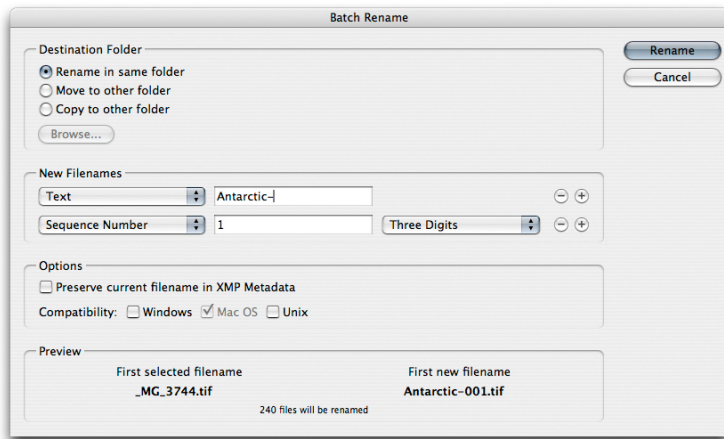 Batch Rename
Destination Folder
Rename
Rename in same folder
Move to other folder
Cancel
Copy to other folder
Browse...
New Filenames
Text Antarctic-
Sequence Number 1 Three Digits
Options
Preserve current filename in XMP Metadata
Compatibility: Windows Mac OS Unix
Preview
First selected filename First new filename
_MG_3744.tif Antarctic-001.tif
240 files will be renamed